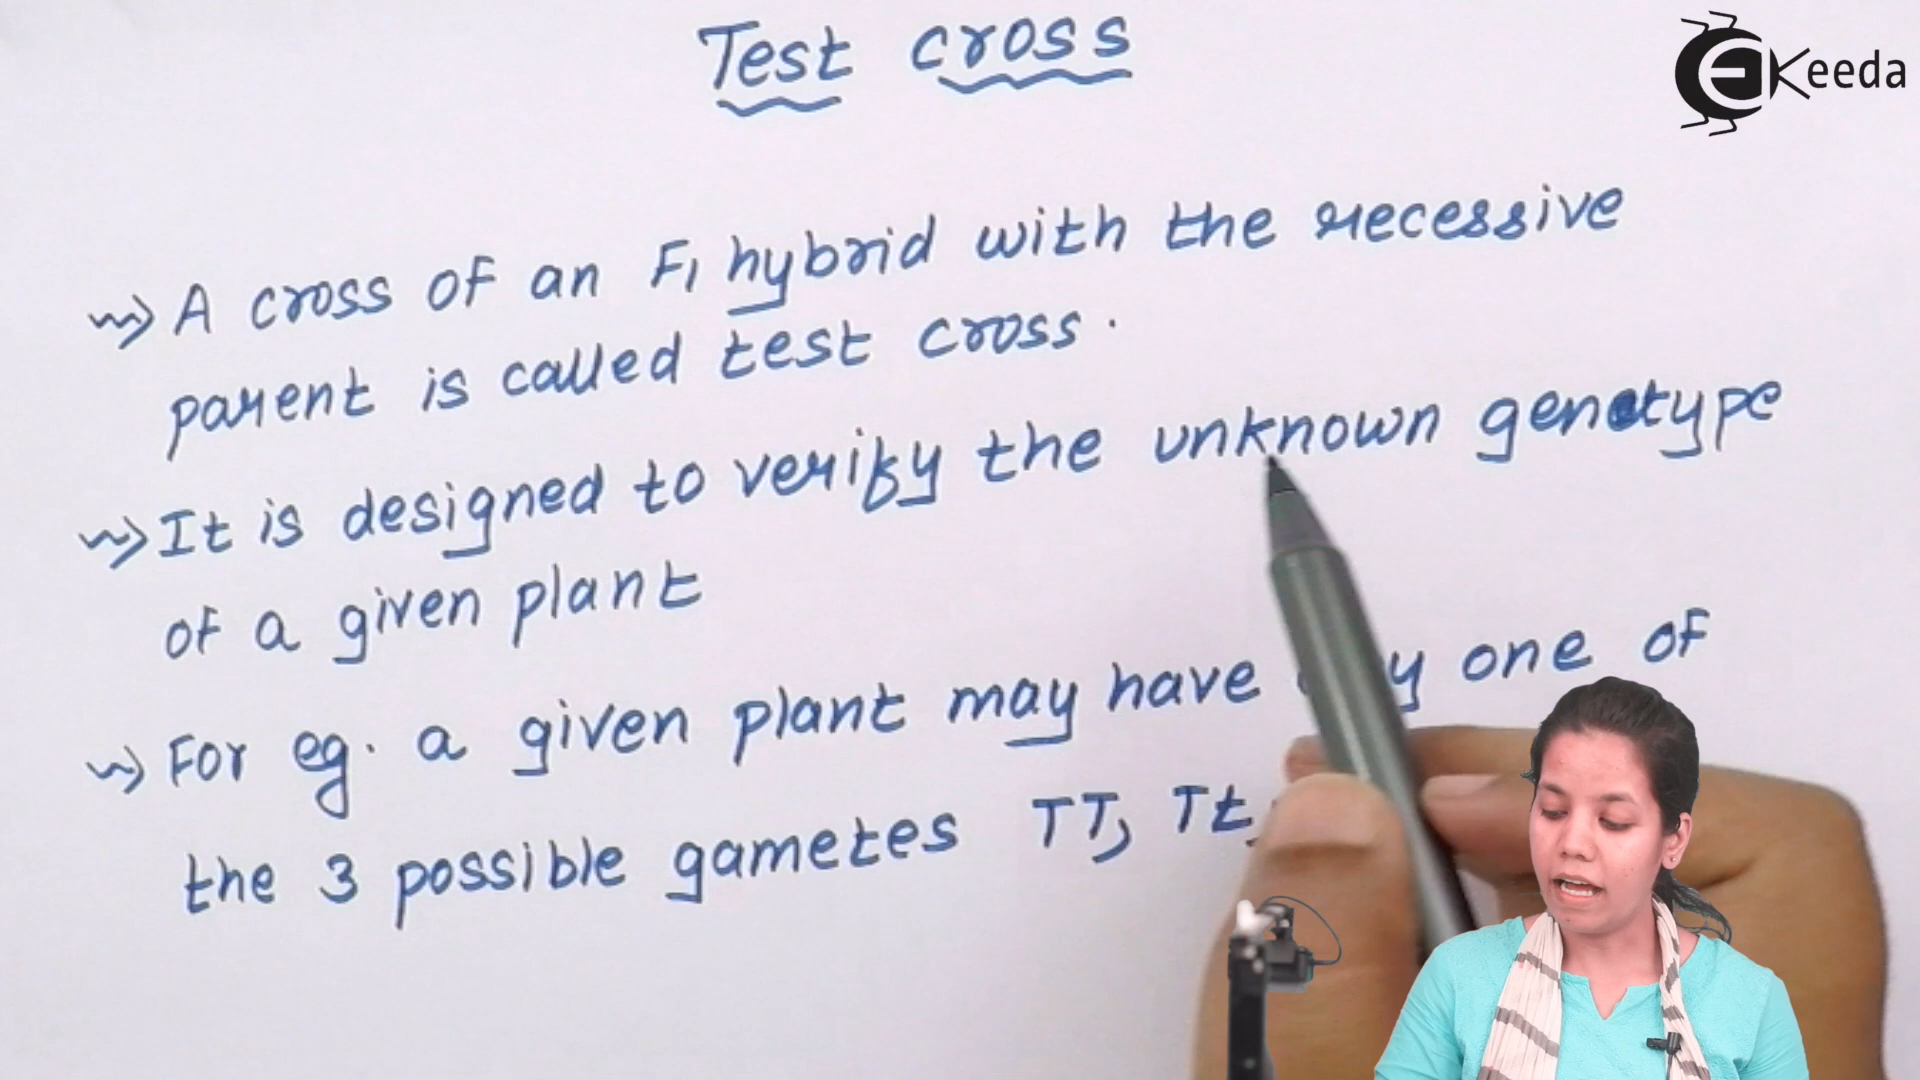 Test cross
EKeeda
A cross of an F1 hybrid with the recessive
parent is called test cross.
It is designed to verify the unknown genotype
of a given plant
For eg. a given plant may have one of
the 3 possible gametes TT, Tt,